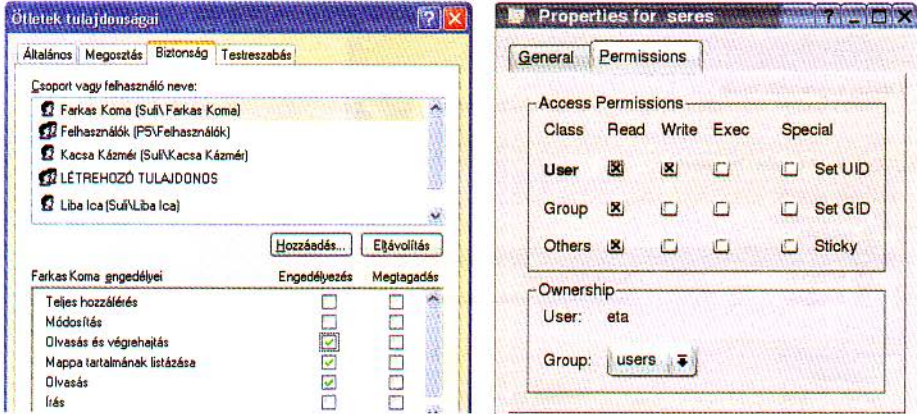 Ötletek tulajdonságai
Általános Megosztás Biztonság Testreszabás
Csoport vagy felhasználó neve:
Farkas Koma (Suli\Farkas Koma)
Felhasználók (P5\Felhasználók)
Kacsa Kázmér (Suli\Kacsa Kázmér)
LÉTREHOZÓ TULAJDONOS
Liba Ica (Suli\Liba Ica)
Hozzáadás... Eltávolítás
Farkas Koma engedélyei Engedélyezés Megtagadás
Teljes hozzáférés
Módosítás
Olvasás és végrehajtás
Mappa tartalmának listázása
Olvasás
Írás
Properties for seres
General Permissions
Access Permissions
Class Read Write Exec Special
User Set UID
Group Set GID
Others Sticky
Ownership
User: eta
Group: users